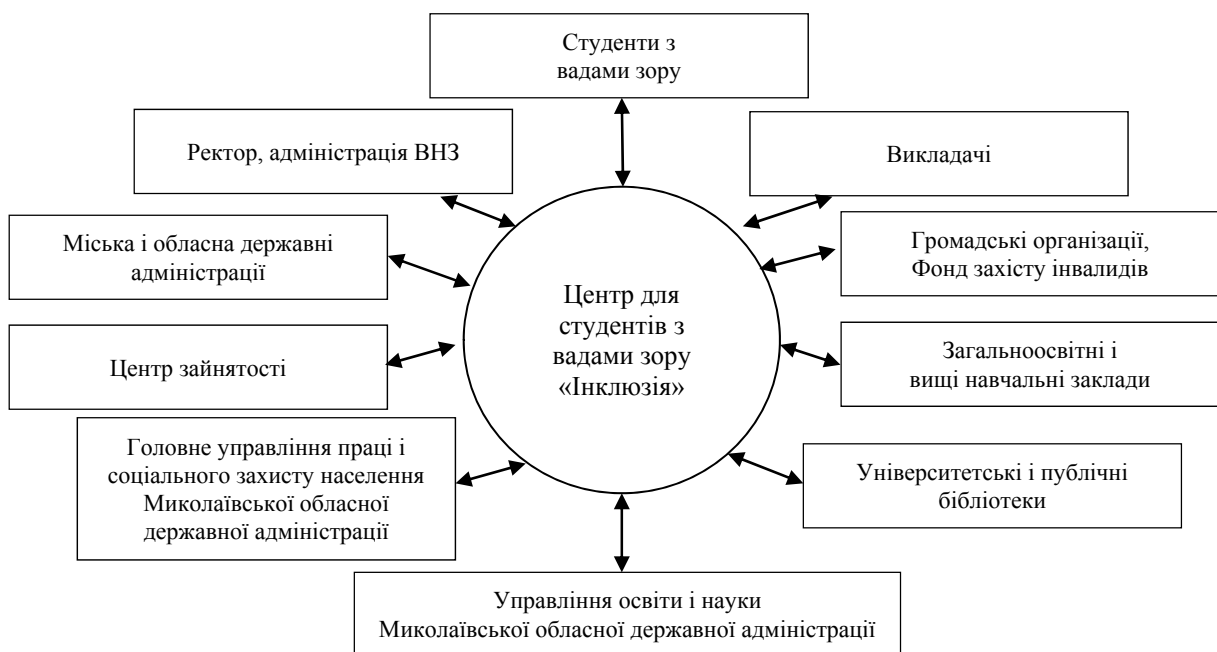 Студенти з
вадами зору
Ректор, адміністрація ВНЗ
Викладачі
Міська і обласна державні
адміністрації
Громадські організації,
Фонд захісту інвалидів
Центр для
студентів з
вадами зору
«Інклюзія»
Центр зайнятості
Загальноосвітні і
вищі навчальні заклади
Головне управління праці і
соціального захисту населення
Миколаївської обласної
державної адміністрації
Університетські і публічні
бібліотеки
Управління освіти і науки
Миколаївської обласної державної адміністрації